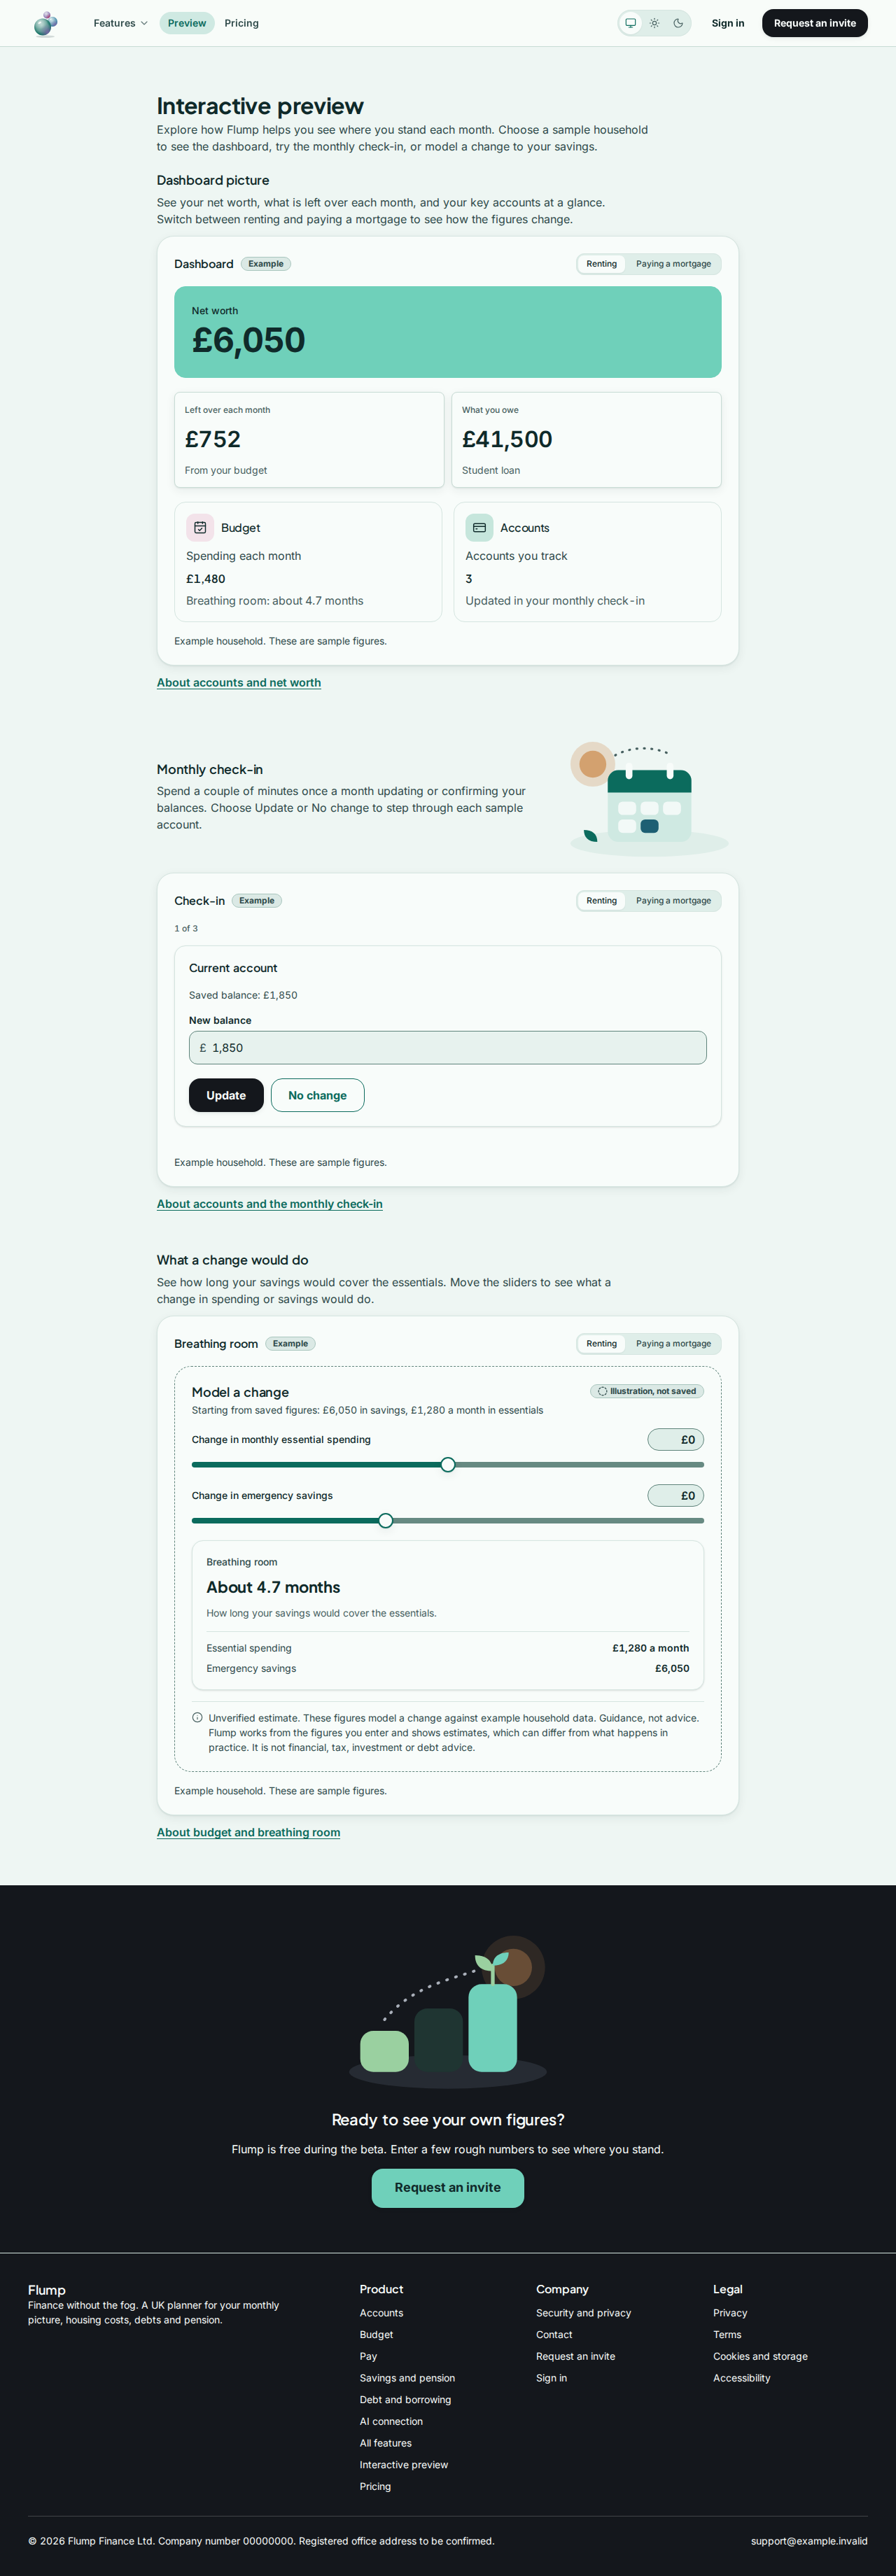 Features
Preview
Pricing
Sign in
Request an invite
Interactive preview
Explore how Flump helps you see where you stand each month. Choose a sample household
to see the dashboard, try the monthly check-in, or model a change to your savings.
Dashboard picture
See your net worth, what is left over each month, and your key accounts at a glance.
Switch between renting and paying a mortgage to see how the figures change.
Dashboard
Example
Renting
Paying a mortgage
Net worth
£6,050
Left over each month
£752
From your budget
What you owe
£41,500
Student loan
Budget
Spending each month
£1,480
Breathing room: about 4.7 months
Accounts
Accounts you track
3
Updated in your monthly check-in
Example household. These are sample figures.
About accounts and net worth
Monthly check-in
Spend a couple of minutes once a month updating or confirming your
balances. Choose Update or No change to step through each sample
account.
Check-in
Example
Renting
Paying a mortgage
1 of 3
Current account
Saved balance: £1,850
New balance
£ 1,850
Update
No change
Example household. These are sample figures.
About accounts and the monthly check-in
What a change would do
See how long your savings would cover the essentials. Move the sliders to see what a
change in spending or savings would do.
Breathing room
Example
Renting
Paying a mortgage
Model a change
Illustration, not saved
Starting from saved figures: £6,050 in savings, £1,280 a month in essentials
Change in monthly essential spending
£0
Change in emergency savings
£0
Breathing room
About 4.7 months
How long your savings would cover the essentials.
Essential spending
£1,280 a month
Emergency savings
£6,050
Unverified estimate. These figures model a change against example household data. Guidance, not advice.
Flump works from the figures you enter and shows estimates, which can differ from what happens in
practice. It is not financial, tax, investment or debt advice.
Example household. These are sample figures.
About budget and breathing room
Ready to see your own figures?
Flump is free during the beta. Enter a few rough numbers to see where you stand.
Request an invite
Flump
Finance without the fog. A UK planner for your monthly
picture, housing costs, debts and pension.
Product
Accounts
Budget
Pay
Savings and pension
Debt and borrowing
AI connection
All features
Interactive preview
Pricing
Company
Security and privacy
Contact
Request an invite
Sign in
Legal
Privacy
Terms
Cookies and storage
Accessibility
© 2026 Flump Finance Ltd. Company number 00000000. Registered office address to be confirmed.
support@example.invalid